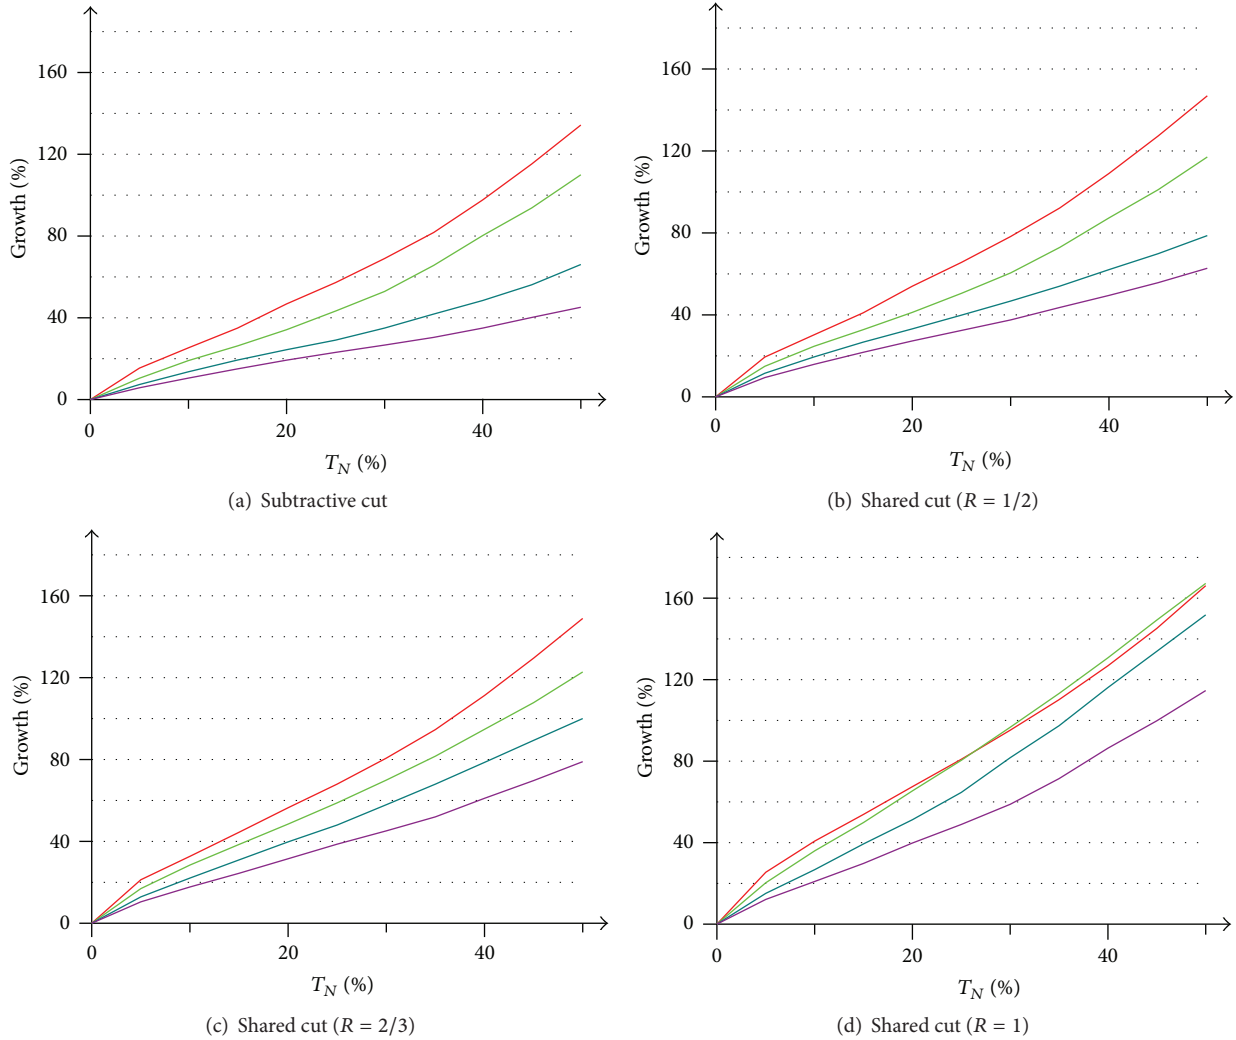 160
120
80
40
0
Growth (%)
0 20 40
T_N (%)
(a) Subtractive cut
160
120
80
40
0
Growth (%)
0 20 40
T_N (%)
(b) Shared cut (R = 1/2)
160
120
80
40
0
Growth (%)
0 20 40
T_N (%)
(c) Shared cut (R = 2/3)
160
120
80
40
0
Growth (%)
0 20 40
T_N (%)
(d) Shared cut (R = 1)